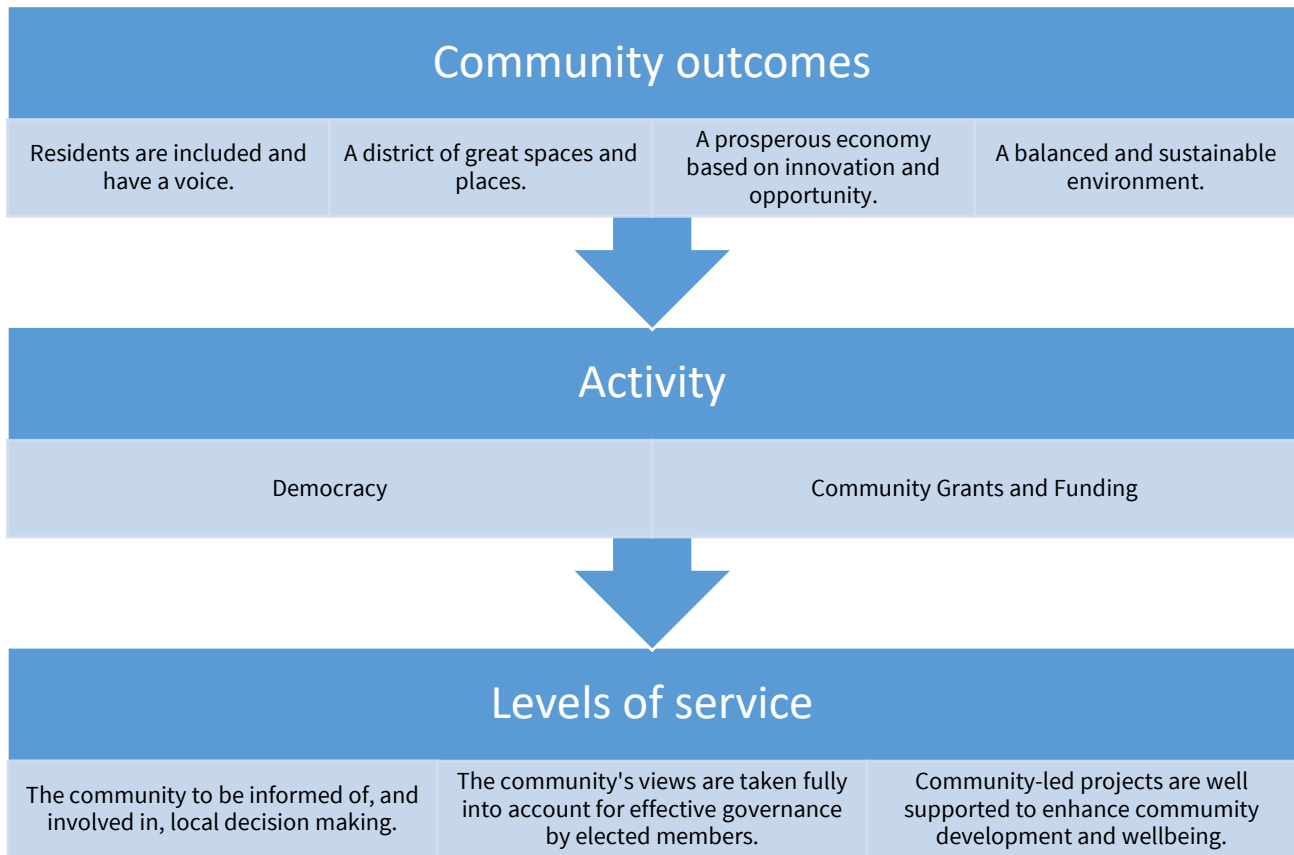 Community outcomes
Residents are included and
have a voice.
A district of great spaces and
places.
A prosperous economy
based on innovation and
opportunity.
A balanced and sustainable
environment.
Activity
Democracy
Community Grants and Funding
Levels of service
The community to be informed of, and
involved in, local decision making.
The community's views are taken fully
into account for effective governance
by elected members.
Community-led projects are well
supported to enhance commumity
development and wellbeing.